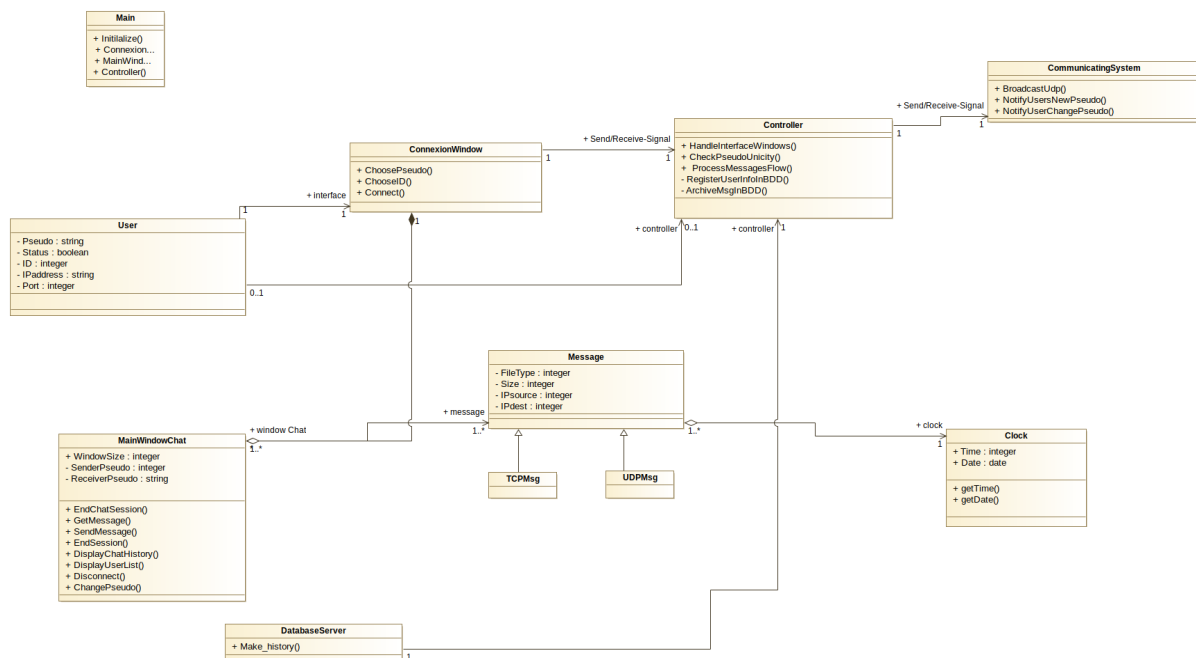 Main
+ Initilalize()
+ Connexion...
+ MainWind...
+ Controller()
CommunicatingSystem
+ BroadcastUdp()
+ NotifyUsersNewPseudo()
+ NotifyUserChangePseudo()
+ Send/Receive-Signal
1
1
Controller
+ HandleInterfaceWindows()
+ CheckPseudoUnicity()
+ ProcessMessagesFlow()
- RegisterUserInfoInBDD()
- ArchiveMsgInBDD()
+ Send/Receive-Signal
1
1
ConnexionWindow
+ ChoosePseudo()
+ ChooseID()
+ Connect()
+ interface
1
1
1
User
- Pseudo : string
- Status : boolean
- ID : integer
- IPaddress : string
- Port : integer
0..1
+ controller
0..1
+ controller
1
Message
- FileType : integer
- Size : integer
- IPsource : integer
- IPdest : integer
+ message
1..*
1..*
+ clock
1
+ window Chat
1..*
MainWindowChat
+ WindowSize : integer
- SenderPseudo : integer
- ReceiverPseudo : string
+ EndChatSession()
+ GetMessage()
+ SendMessage()
+ EndSession()
+ DisplayChatHistory()
+ DisplayUserList()
+ Disconnect()
+ ChangePseudo()
TCPMsg
UDPMsg
Clock
+ Time : integer
+ Date : date
+ getTime()
+ getDate()
DatabaseServer
+ Make_history()
1